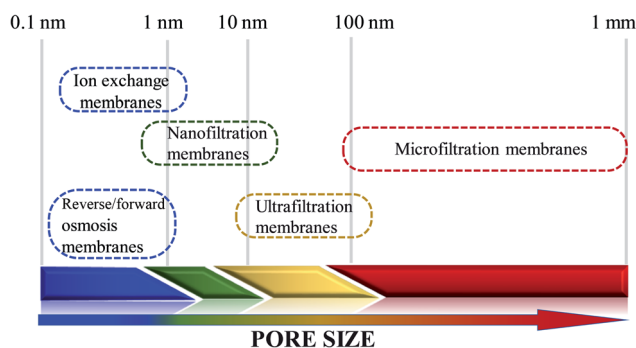 0.1 nm
1 nm
10 nm
100 nm
1 mm
Ion exchange
membranes
Nanofiltration
membranes
Microfiltration membranes
Reverse/forward
osmosis
membranes
Ultrafiltration
membranes
PORE SIZE